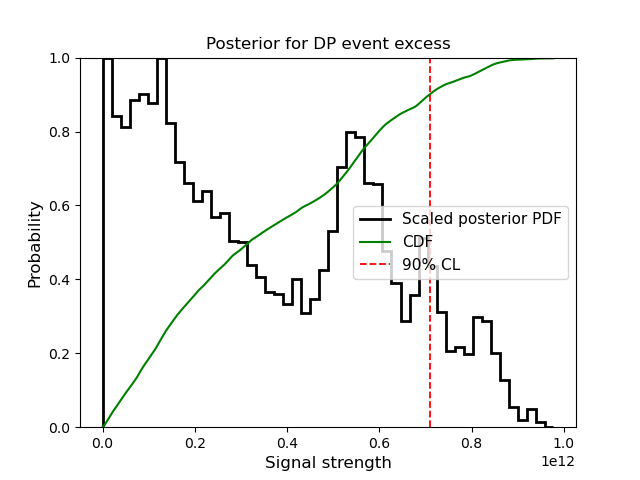 Posterior for DP event excess
Probability
1.0
0.8
0.6
0.4
0.2
0.0
Scaled posterior PDF
CDF
90% CL
0.0 0.2 0.4 0.6 0.8 1.0
1e12
Signal strength